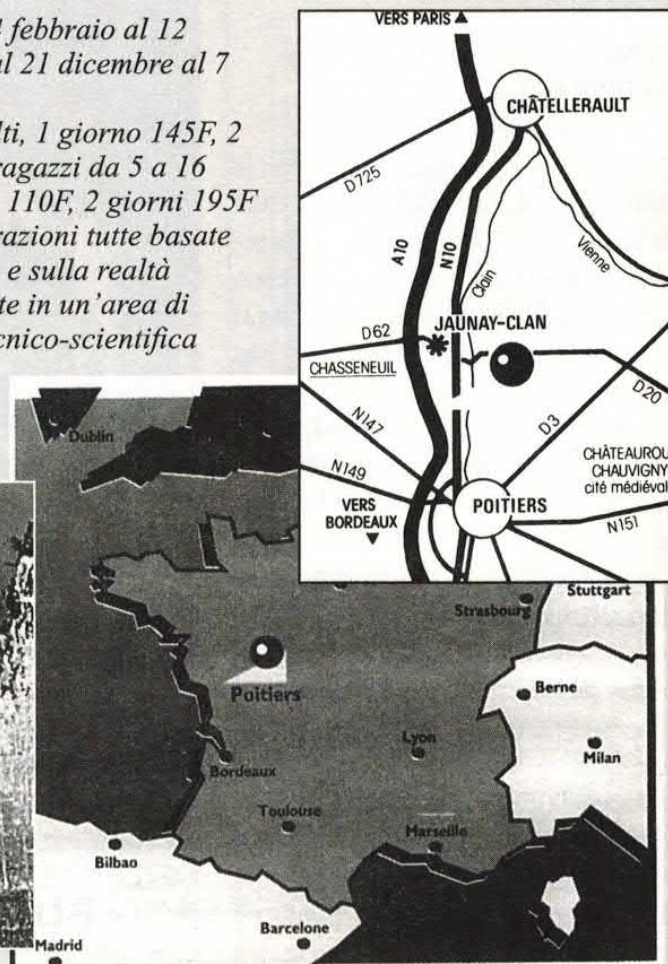 febbraio al 12
al 21 dicembre al 7
lti, 1 giorno 145F, 2
ragazzi da 5 a 16
110F, 2 giorni 195F
razioni tutte basate
e sulla realtà
te in un'area di
cnico-scientifica
VERS PARIS
CHÂTELLERAULT
D725
A10
N10
Clain
Vienne
D62
JAUNAY-CLAN
CHASSENEUIL
D20
N147
D3
N149
CHÂTEAUROU
CHAUVIGNY
cité médiéval
VERS
BORDEAUX
POITIERS
N151
Dublin
Stuttgart
Strasbourg
Poitiers
Berne
Lyon
Milan
Bordeaux
Toulouse
Marseille
Bilbao
Barcelone
Madrid